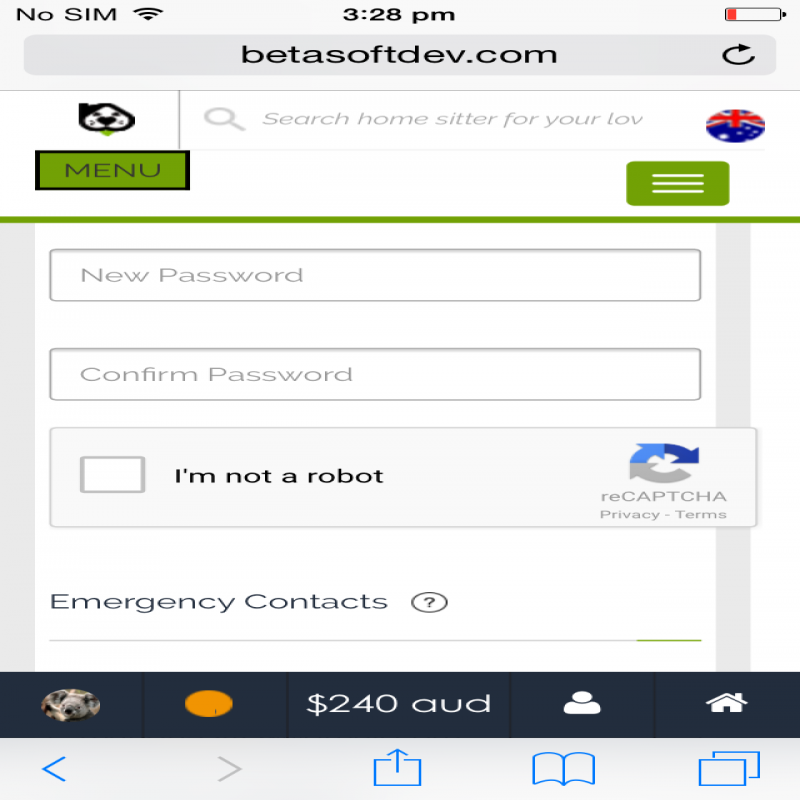 No SIM 3:28 pm
betasoftdev.com
Search home sitter for your lov
MENU
New Password
Confirm Password
I'm not a robot
reCAPTCHA
Privacy - Terms
Emergency Contacts ?
$240 aud